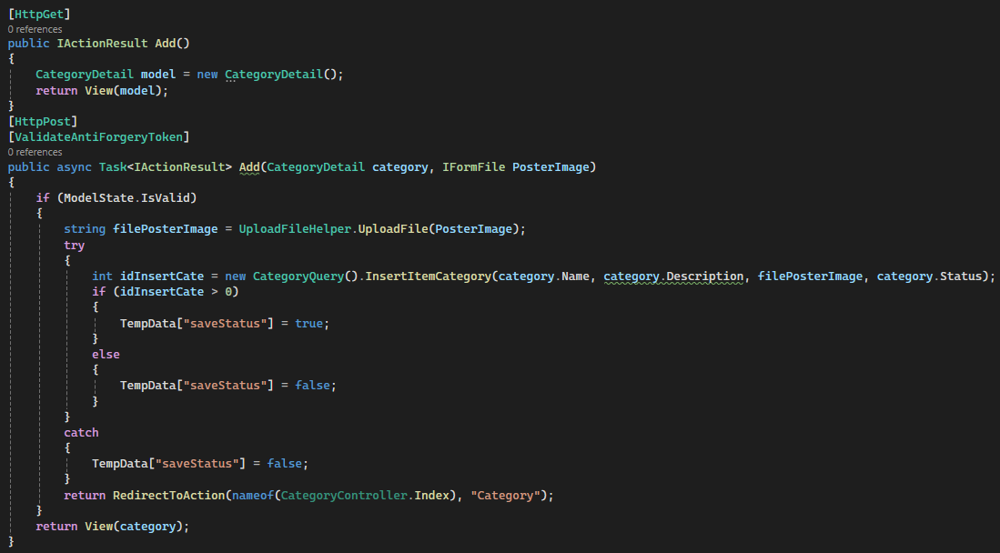 [HttpGet]
0 references
public IActionResult Add()
{
CategoryDetail model = new CategoryDetail();
return View(model);
}
[HttpPost]
[ValidateAntiForgeryToken]
0 references
public async Task<IActionResult> Add(CategoryDetail category, IFormFile PosterImage)
{
if (ModelState.IsValid)
{
string filePosterImage = UploadFileHelper.UploadFile(PosterImage);
try
{
int idInsertCate = new CategoryQuery().InsertItemCategory(category.Name, category.Description, filePosterImage, category.Status);
if (idInsertCate > 0)
{
TempData["saveStatus"] = true;
}
else
{
TempData["saveStatus"] = false;
}
}
catch
{
TempData["saveStatus"] = false;
}
return RedirectToAction(nameof(CategoryController.Index), "Category");
}
return View(category);
}